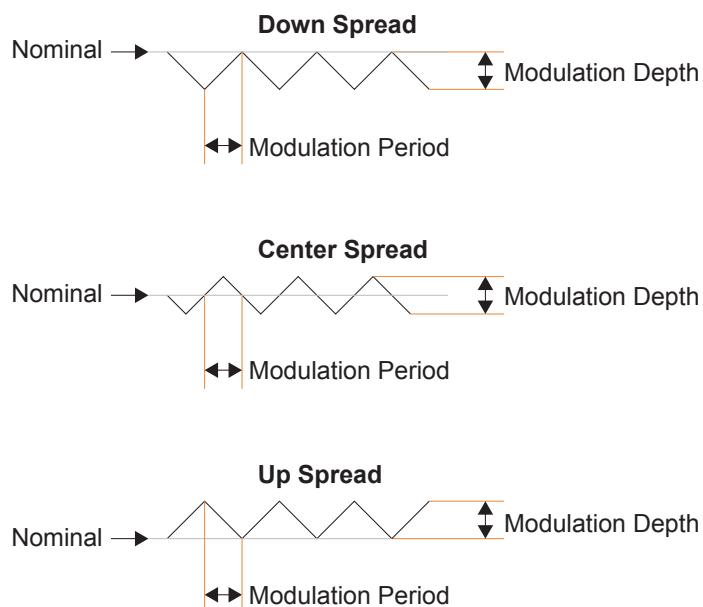 Down Spread
Nominal
Modulation Depth
Modulation Period
Center Spread
Nominal
Modulation Depth
Modulation Period
Up Spread
Nominal
Modulation Depth
Modulation Period